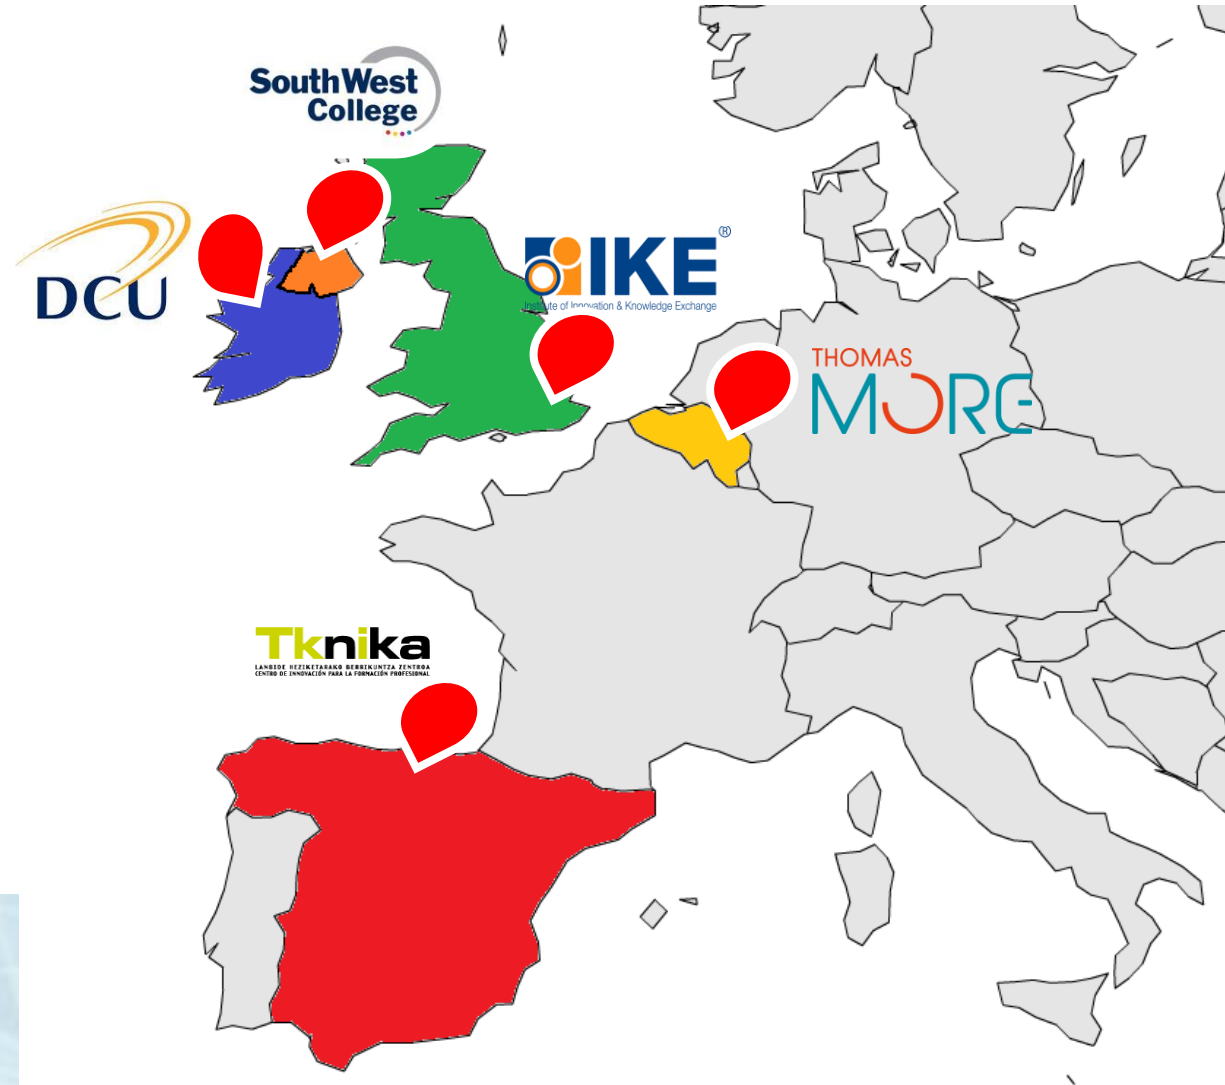 SouthWest
College
DCU
IKE
®
Institute of Innovation & Knowledge Exchange
THOMAS
MORE
Tknika
LANBIDE HEZIKETARAKO BERRIKUNTZA ZENTROA
CENTRO DE INNOVACIÓN PARA LA FORMACIÓN PROFESIONAL